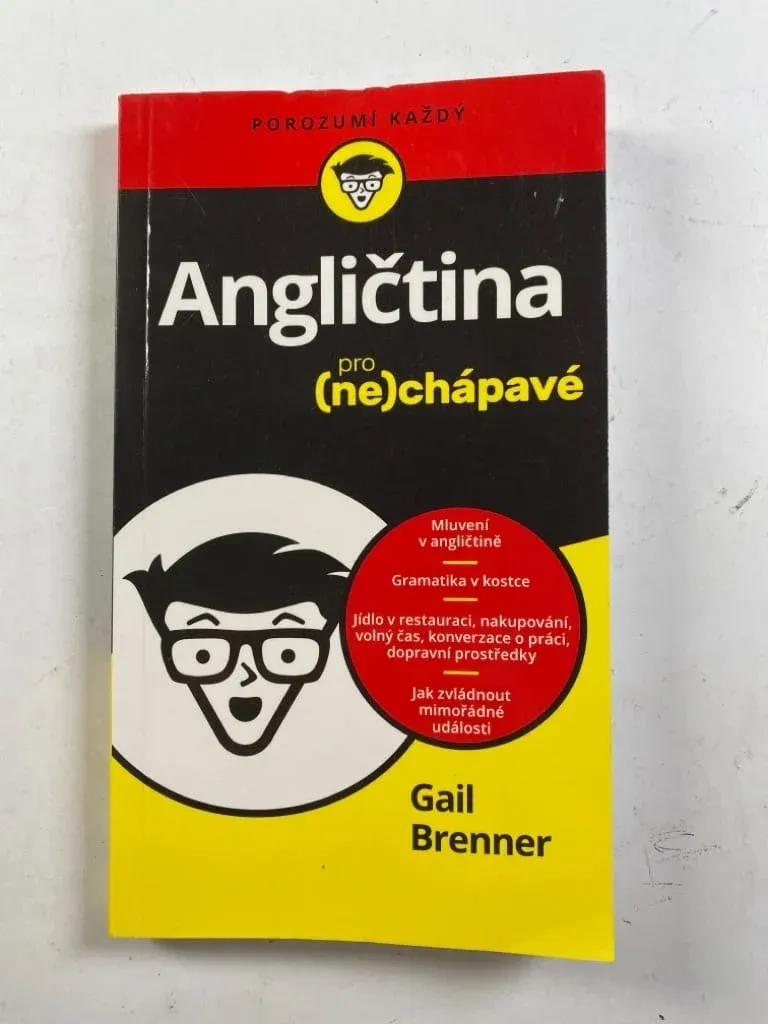 POROZUMÍ KAŽDÝ
Angličtina
pro
(ne)chápavé
Mluvení
v angličtině
Gramatika v kostce
Jídlo v restauraci, nakupování,
volný čas, konverzace o práci,
dopravní prostředky
Jak zvládnout
mimořádné
události
Gail
Brenner